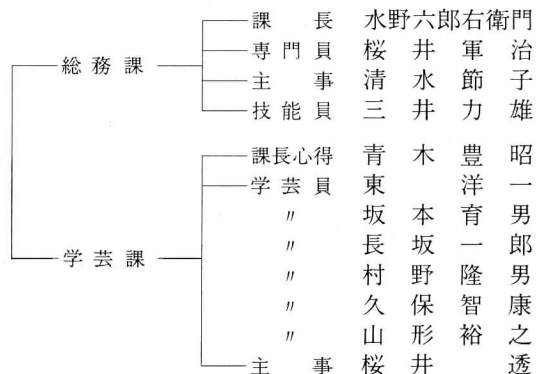 課長 水野六郎右衛門
専門員 桜井軍治
総務課
主事 清水節子
技能員 三井力雄
課長心得 青木豊昭
学芸員 東洋一
〃 坂本育男
〃 長坂一郎
学芸課
〃 村野隆男
〃 久保智康
〃 山形裕之
主事 桜井透